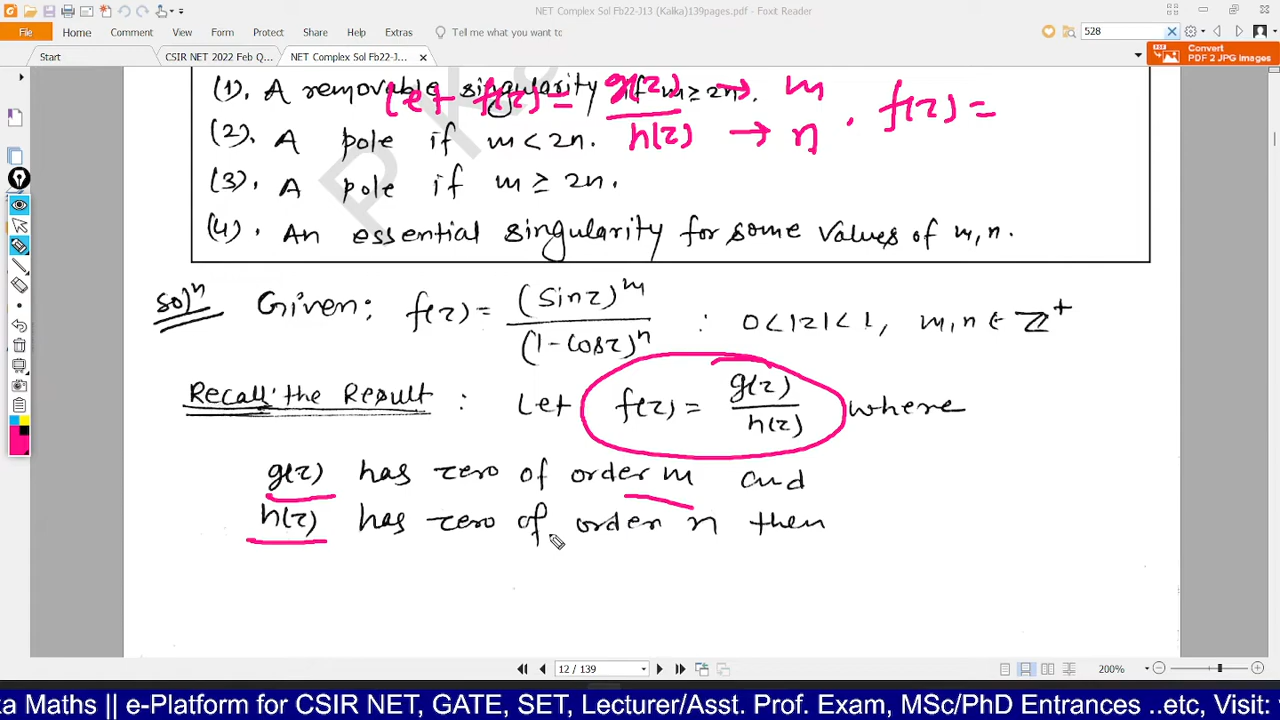 NET Complex Sol Fb22-J13 (Kalka)139pages.pdf - Foxit Reader
File Home Comment View Form Protect Share Help Extras Tell me what you want to 528
Convert
PDF 2 JPG images
Start CSIR NET 2022 Feb Q... NET Complex Sol Fb22-J...
(1). A removable singularity if m ≥ 2n.
Let f(z) = g(z) → m
h(z) → n . f(z) =
(2). A pole if m < 2n.
(3). A pole if m ≥ 2n.
(4). An essential singularity for some values of m, n.
Solⁿ Given: f(z) = (Sinz)^m / (1-Cosz)^n : 0<|z|<1, m,n ∈ ℤ⁺
Recall the Result : Let f(z) = g(z) / h(z) where
g(z) has zero of order m and
h(z) has zero of order n then
12 / 139 200%
ka Maths || e-Platform for CSIR NET, GATE, SET, Lecturer/Asst. Prof. Exam, MSc/PhD Entrances ..etc, Visit: